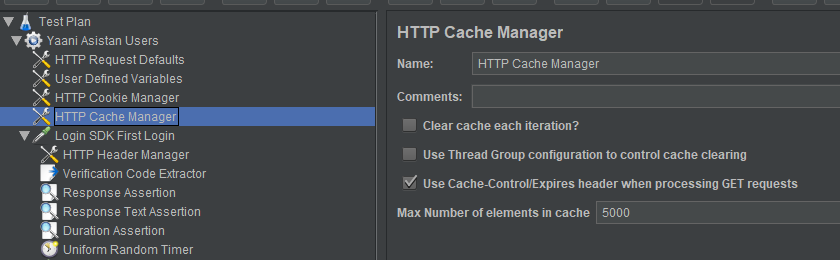 Test Plan
Yaani Asistan Users
HTTP Request Defaults
User Defined Variables
HTTP Cookie Manager
HTTP Cache Manager
Login SDK First Login
HTTP Header Manager
Verification Code Extractor
Response Assertion
Response Text Assertion
Duration Assertion
Uniform Random Timer
HTTP Cache Manager
Name: HTTP Cache Manager
Comments:
Clear cache each iteration?
Use Thread Group configuration to control cache clearing
Use Cache-Control/Expires header when processing GET requests
Max Number of elements in cache 5000